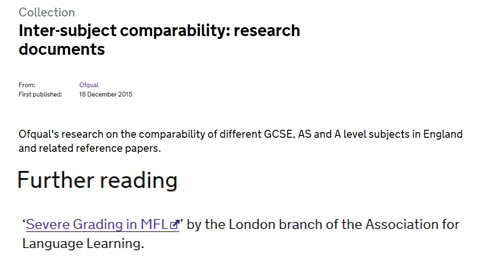 Collection
Inter-subject comparability: research
documents
From: Ofqual
First published: 18 December 2015
Ofqual's research on the comparability of different GCSE, AS and A level subjects in England
and related reference papers.
Further reading
‘Severe Grading in MFL’ by the London branch of the Association for
Language Learning.